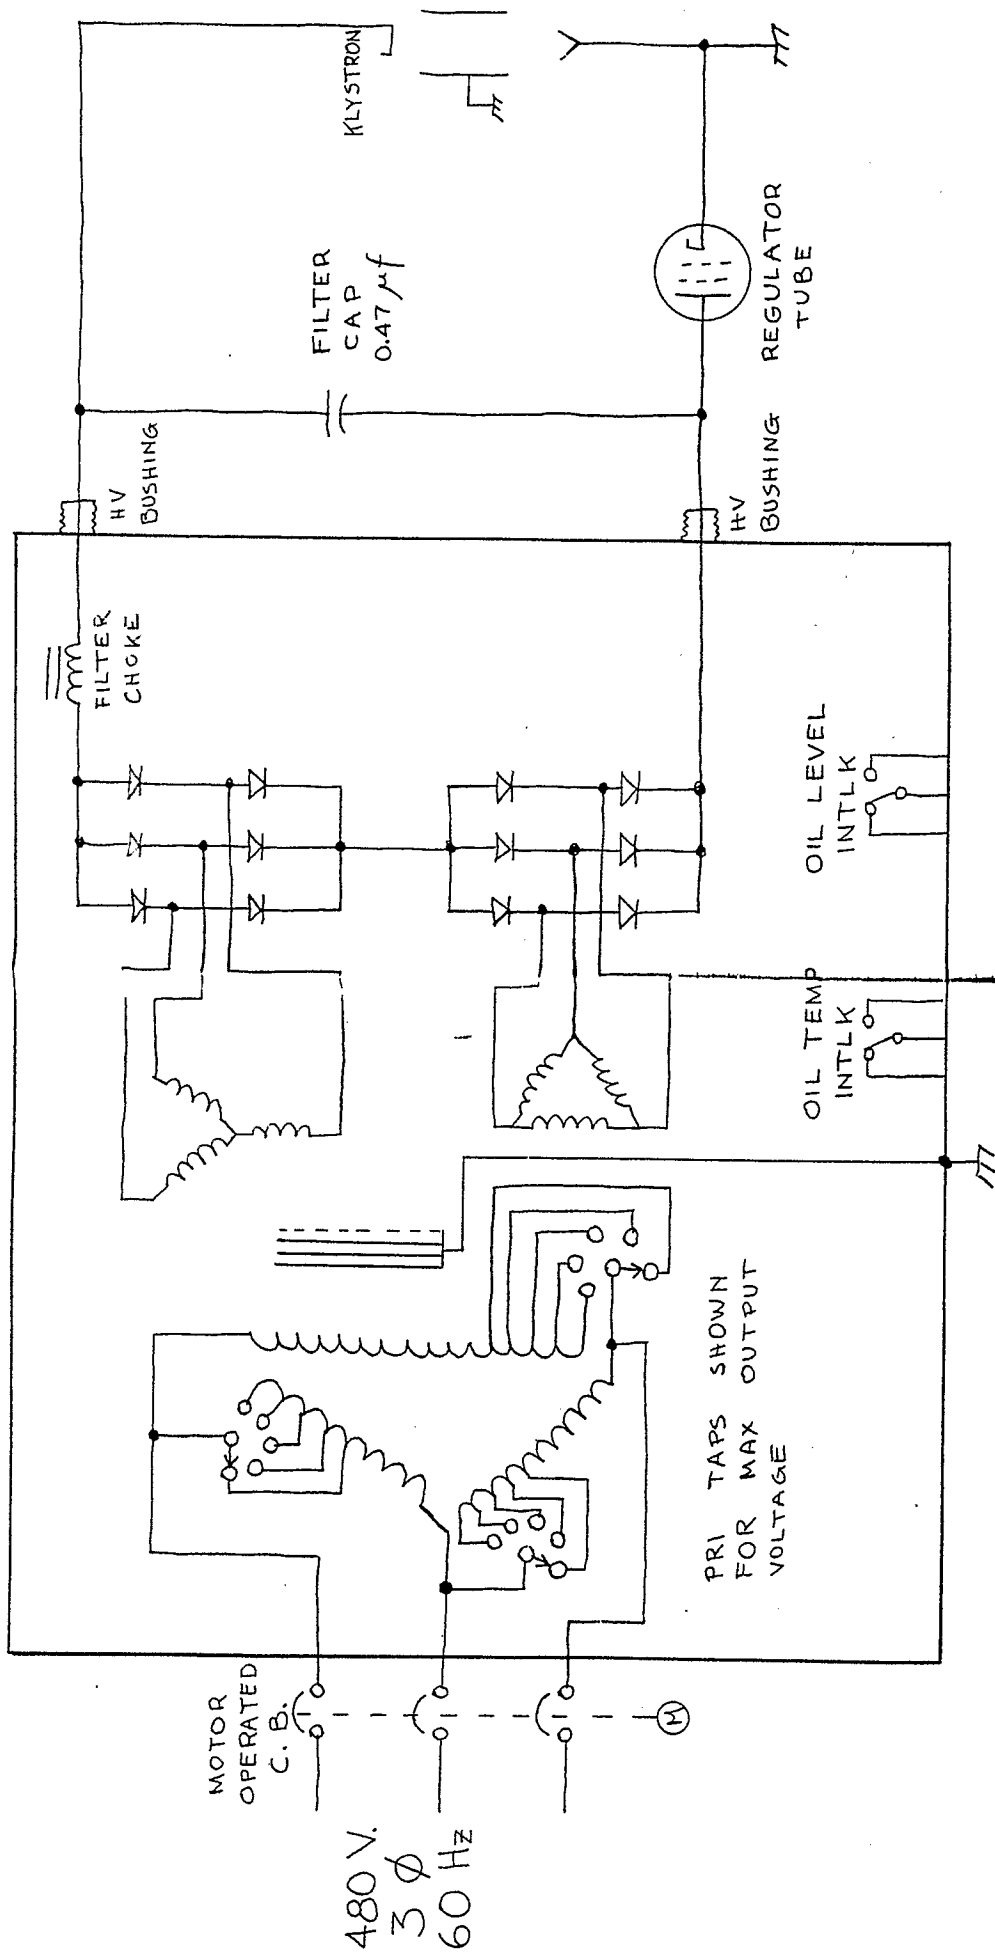 480 V.
3 Ø
60 Hz
MOTOR
OPERATED
C. B.
M
PRI TAPS SHOWN
FOR MAX OUTPUT
VOLTAGE
OIL TEMP
INTLK
OIL LEVEL
INTLK
FILTER
CHOKE
HV
BUSHING
HV
BUSHING
FILTER
CAP
0.47 μf
REGULATOR
TUBE
KLYSTRON